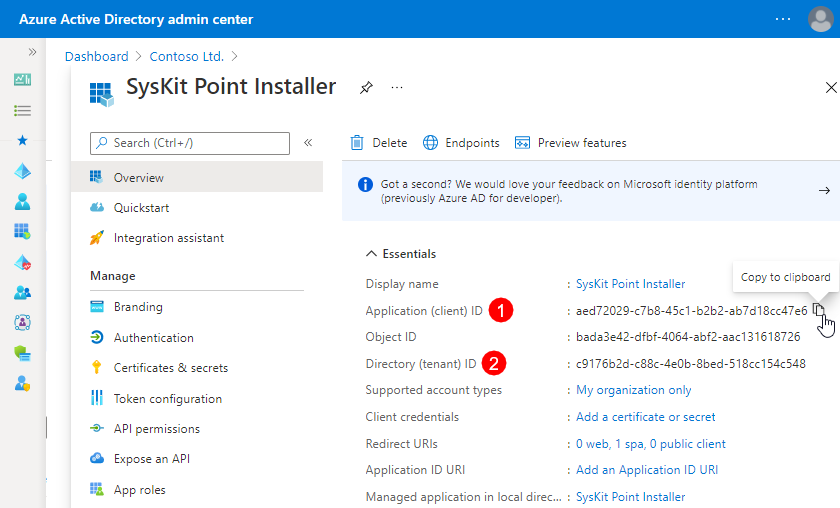 Azure Active Directory admin center
Dashboard > Contoso Ltd. >
SysKit Point Installer
Search (Ctrl+/)
Delete Endpoints Preview features
Overview
Got a second? We would love your feedback on Microsoft identity platform
(previously Azure AD for developer).
Quickstart
Integration assistant
Essentials
Manage
Copy to clipboard
Display name : SysKit Point Installer
Branding
Application (client) ID 1 : aed72029-c7b8-45c1-b2b2-ab7d18cc47e6
Authentication
Object ID : bada3e42-dfbf-4064-abf2-aac131618726
Certificates & secrets
Directory (tenant) ID 2 : c9176b2d-c88c-4e0b-8bed-518cc154c548
Token configuration
Supported account types : My organization only
API permissions
Client credentials : Add a certificate or secret
Redirect URIs : 0 web, 1 spa, 0 public client
Expose an API
Application ID URI : Add an Application ID URI
App roles
Managed application in local direc... : SysKit Point Installer